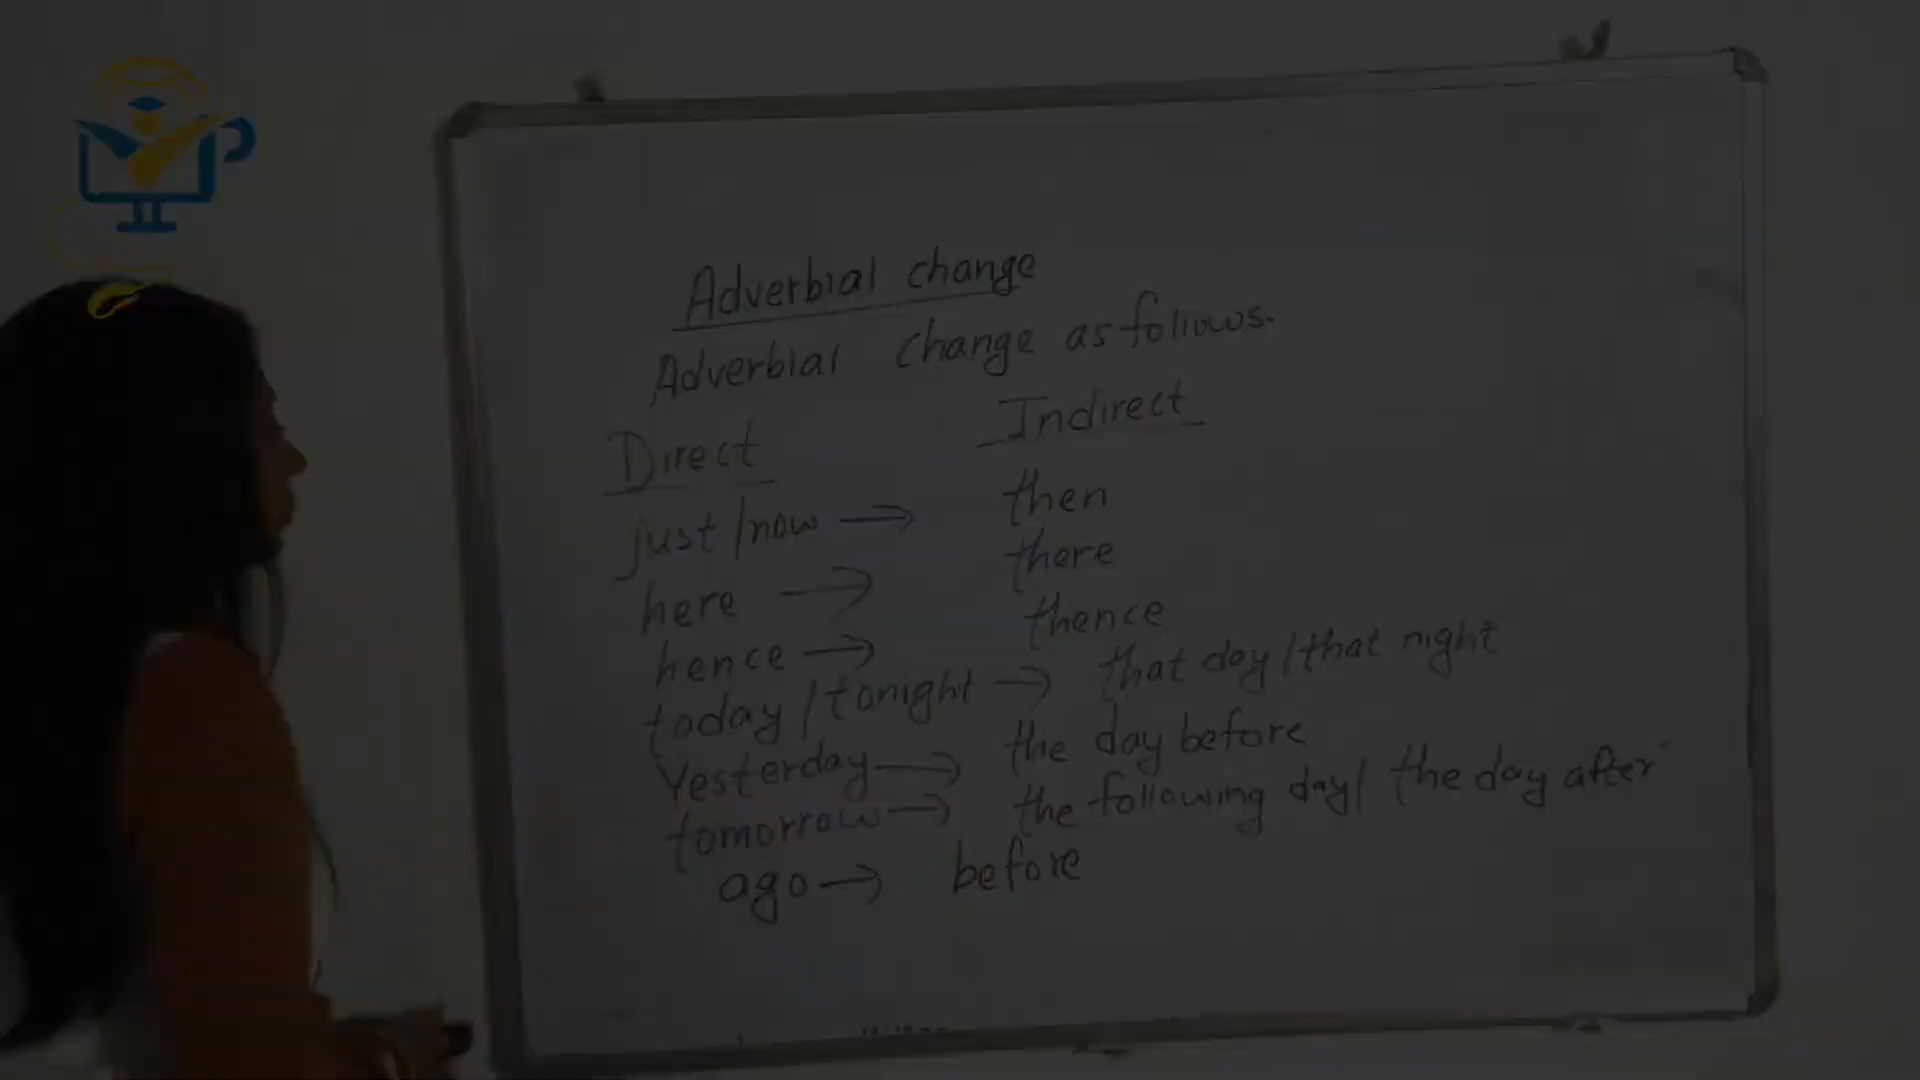 Adverbial change
Adverbial change as follows.
Direct Indirect
just/now → then
here → there
hence → thence
today/tonight → that day/that night
Yesterday → the day before
tomorrow → the following day/ the day after
ago → before